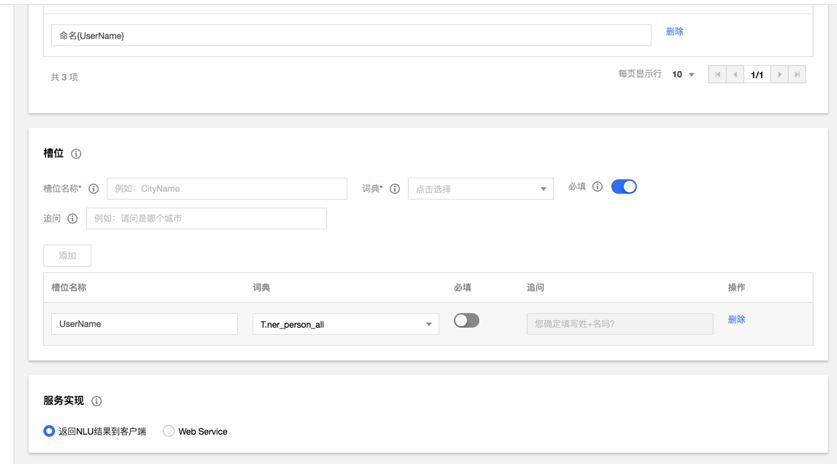 命名{UserName} 删除
共 3 项 每页显示行 10 1/1
槽位
槽位名称* 例如：CityName 词典* 点击选择 必填
追问 例如：请问是哪个城市
添加
槽位名称 词典 必填 追问 操作
UserName T.ner_person_all 您确定填写姓+名吗? 删除
服务实现
返回NLU结果到客户端 Web Service